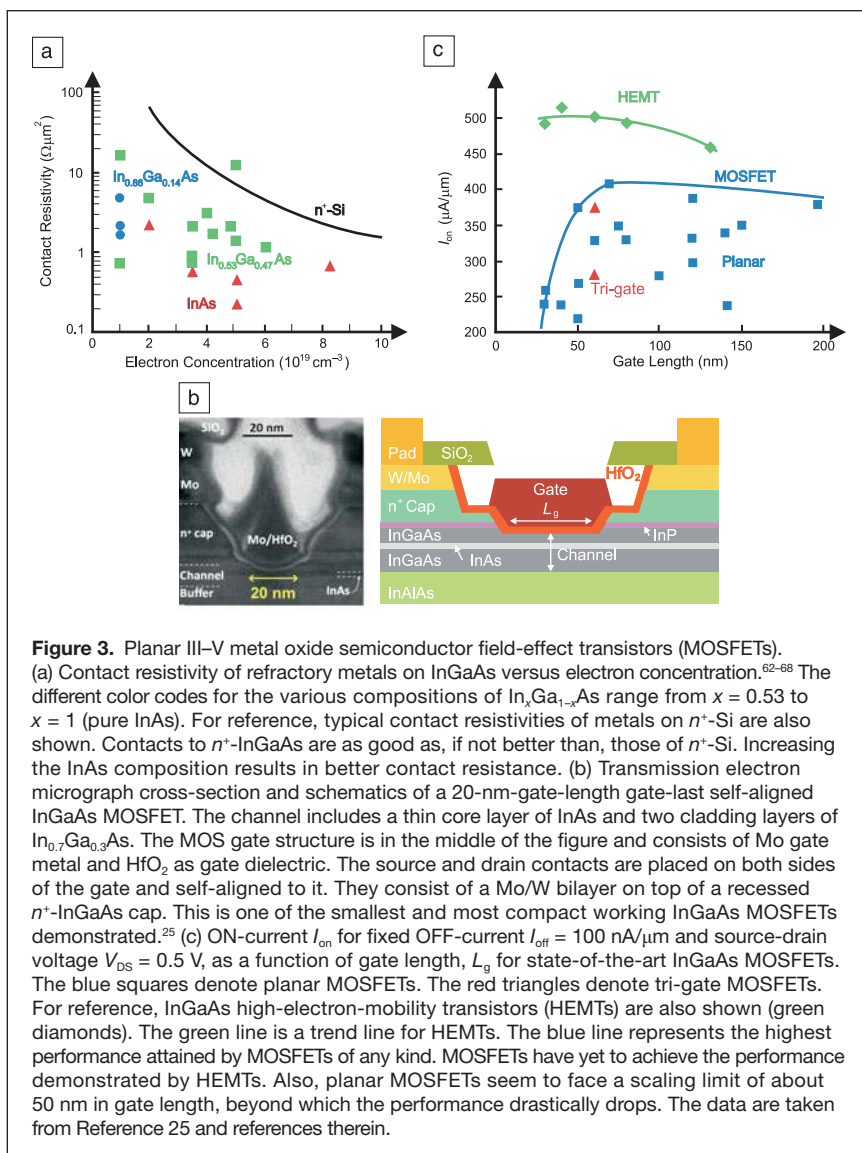 a
c
100
10
1
0.1
Contact Resistivity (Ωμm²)
In₀.₈₆Ga₀.₁₄As
n⁺-Si
In₀.₅₃Ga₀.₄₇As
InAs
0 2 4 6 8 10
Electron Concentration (10¹⁹ cm⁻³)
500
450
400
350
300
250
200
Iₒₙ (μA/μm)
HEMT
MOSFET
Planar
Tri-gate
0 50 100 150 200
Gate Length (nm)
b
SiO₂
20 nm
W
Mo
n⁺ cap
Mo/HfO₂
Channel
Buffer
20 nm
InAs
Pad
SiO₂
HfO₂
W/Mo
Gate
n⁺ Cap
L_g
InGaAs
InP
Channel
InGaAs
InAs
InAlAs
Figure 3. Planar III–V metal oxide semiconductor field-effect transistors (MOSFETs).
(a) Contact resistivity of refractory metals on InGaAs versus electron concentration.⁶²⁻⁶⁸ The
different color codes for the various compositions of InₓGa₁₋ₓAs range from x = 0.53 to
x = 1 (pure InAs). For reference, typical contact resistivities of metals on n⁺-Si are also
shown. Contacts to n⁺-InGaAs are as good as, if not better than, those of n⁺-Si. Increasing
the InAs composition results in better contact resistance. (b) Transmission electron
micrograph cross-section and schematics of a 20-nm-gate-length gate-last self-aligned
InGaAs MOSFET. The channel includes a thin core layer of InAs and two cladding layers of
In₀.₇Ga₀.₃As. The MOS gate structure is in the middle of the figure and consists of Mo gate
metal and HfO₂ as gate dielectric. The source and drain contacts are placed on both sides
of the gate and self-aligned to it. They consist of a Mo/W bilayer on top of a recessed
n⁺-InGaAs cap. This is one of the smallest and most compact working InGaAs MOSFETs
demonstrated.²⁵ (c) ON-current Iₒₙ for fixed OFF-current I_off = 100 nA/μm and source-drain
voltage V_DS = 0.5 V, as a function of gate length, L_g for state-of-the-art InGaAs MOSFETs.
The blue squares denote planar MOSFETs. The red triangles denote tri-gate MOSFETs.
For reference, InGaAs high-electron-mobility transistors (HEMTs) are also shown (green
diamonds). The green line is a trend line for HEMTs. The blue line represents the highest
performance attained by MOSFETs of any kind. MOSFETs have yet to achieve the performance
demonstrated by HEMTs. Also, planar MOSFETs seem to face a scaling limit of about
50 nm in gate length, beyond which the performance drastically drops. The data are taken
from Reference 25 and references therein.